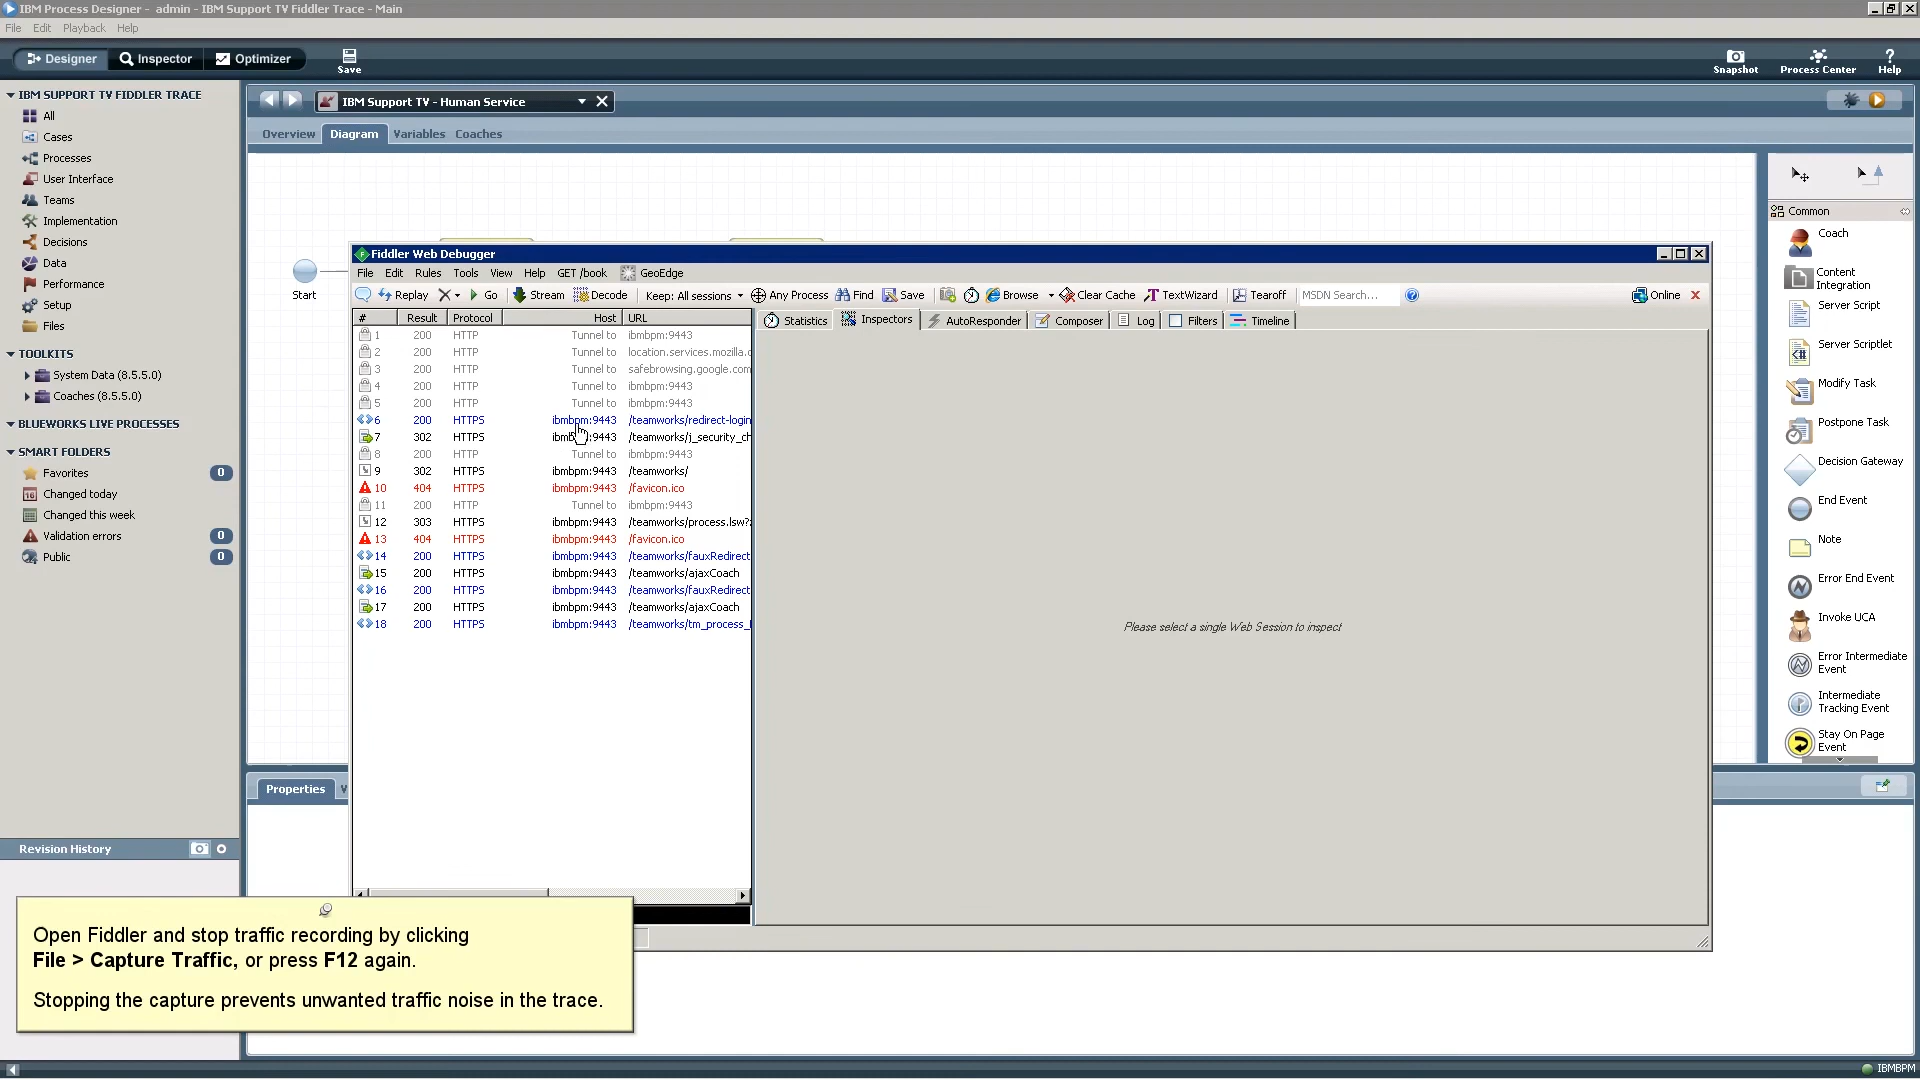 IBM Process Designer - admin - IBM Support TV Fiddler Trace - Main
File Edit Playback Help
Designer Inspector Optimizer Save Snapshot Process Center Help
IBM SUPPORT TV FIDDLER TRACE
All
Cases
Processes
User Interface
Teams
Implementation
Decisions
Data
Performance
Setup
Files
TOOLKITS
System Data (8.5.5.0)
Coaches (8.5.5.0)
BLUEWORKS LIVE PROCESSES
SMART FOLDERS
Favorites 0
Changed today
Changed this week
Validation errors 0
Public 0
Revision History
IBM Support TV - Human Service
Overview Diagram Variables Coaches
Start
Fiddler Web Debugger
File Edit Rules Tools View Help GET /book GeoEdge
Replay Go Stream Decode Keep: All sessions Any Process Find Save Browse Clear Cache TextWizard Tearoff MSDN Search... Online
# Result Protocol Host URL
1 200 HTTP Tunnel to ibmbpm:9443
2 200 HTTP Tunnel to location.services.mozilla.c
3 200 HTTP Tunnel to safebrowsing.google.com
4 200 HTTP Tunnel to ibmbpm:9443
5 200 HTTP Tunnel to ibmbpm:9443
6 200 HTTPS ibmbpm:9443 /teamworks/redirect-login
7 302 HTTPS ibmbpm:9443 /teamworks/j_security_ch
8 200 HTTP Tunnel to ibmbpm:9443
9 302 HTTPS ibmbpm:9443 /teamworks/
10 404 HTTPS ibmbpm:9443 /favicon.ico
11 200 HTTP Tunnel to ibmbpm:9443
12 303 HTTPS ibmbpm:9443 /teamworks/process.lsw?
13 404 HTTPS ibmbpm:9443 /favicon.ico
14 200 HTTPS ibmbpm:9443 /teamworks/fauxRedirect
15 200 HTTPS ibmbpm:9443 /teamworks/ajaxCoach
16 200 HTTPS ibmbpm:9443 /teamworks/fauxRedirect
17 200 HTTPS ibmbpm:9443 /teamworks/ajaxCoach
18 200 HTTPS ibmbpm:9443 /teamworks/tm_process_
Statistics Inspectors AutoResponder Composer Log Filters Timeline
Please select a single Web Session to inspect
Common
Coach
Content
Integration
Server Script
Server Scriptlet
Modify Task
Postpone Task
Decision Gateway
End Event
Note
Error End Event
Invoke UCA
Error Intermediate
Event
Intermediate
Tracking Event
Stay On Page
Event
Properties V
Open Fiddler and stop traffic recording by clicking
File > Capture Traffic, or press F12 again.
Stopping the capture prevents unwanted traffic noise in the trace.
IBMBPM